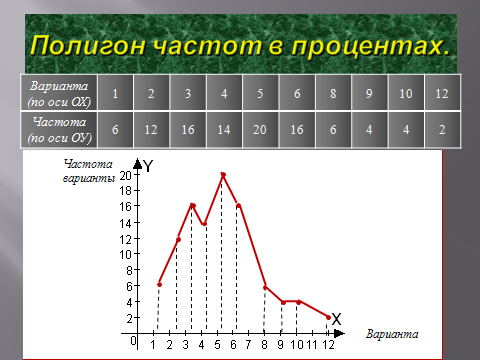 Полигон частот в процентах.
Варианта (по оси ОХ) 1 2 3 4 5 6 8 9 10 12
Частота (по оси ОУ) 6 12 16 14 20 16 6 4 4 2
Частота
варианты
Y
20
18
16
14
12
10
8
6
4
2
0 1 2 3 4 5 6 7 8 9 10 11 12
X
Варианта